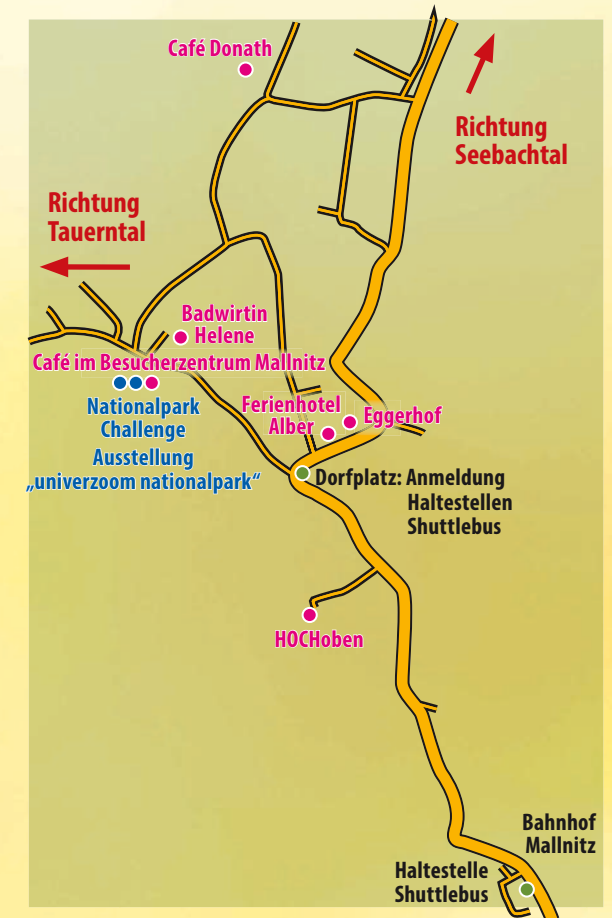 Café Donath
Richtung
Seebachtal
Richtung
Tauerntal
Badwirtin
Helene
Café im Besucherzentrum Mallnitz
Nationalpark
Challenge
Ausstellung
„univerzoom nationalpark“
Ferienhotel
Alber
Eggerhof
Dorfplatz: Anmeldung
Haltestellen
Shuttlebus
HOCHoben
Bahnhof
Mallnitz
Haltestelle
Shuttlebus